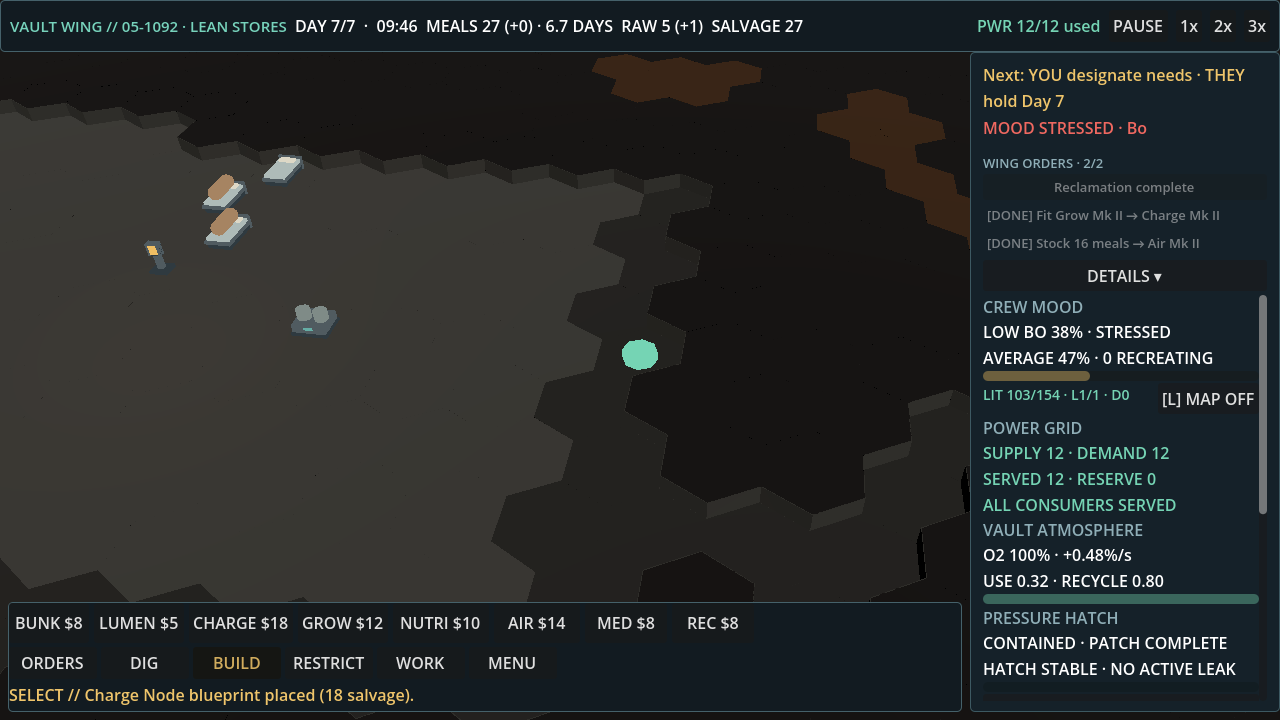 VAULT WING // 05-1092 · LEAN STORES DAY 7/7 · 09:46 MEALS 27 (+0) · 6.7 DAYS RAW 5 (+1) SALVAGE 27 PWR 12/12 used PAUSE 1x 2x 3x
Next: YOU designate needs · THEY
hold Day 7
MOOD STRESSED · Bo
WING ORDERS · 2/2
Reclamation complete
[DONE] Fit Grow Mk II → Charge Mk II
[DONE] Stock 16 meals → Air Mk II
DETAILS ▾
CREW MOOD
LOW BO 38% · STRESSED
AVERAGE 47% · 0 RECREATING
LIT 103/154 · L1/1 · D0 [L] MAP OFF
POWER GRID
SUPPLY 12 · DEMAND 12
SERVED 12 · RESERVE 0
ALL CONSUMERS SERVED
VAULT ATMOSPHERE
O2 100% · +0.48%/s
USE 0.32 · RECYCLE 0.80
PRESSURE HATCH
CONTAINED · PATCH COMPLETE
HATCH STABLE · NO ACTIVE LEAK
BUNK $8 LUMEN $5 CHARGE $18 GROW $12 NUTRI $10 AIR $14 MED $8 REC $8
ORDERS DIG BUILD RESTRICT WORK MENU
SELECT // Charge Node blueprint placed (18 salvage).